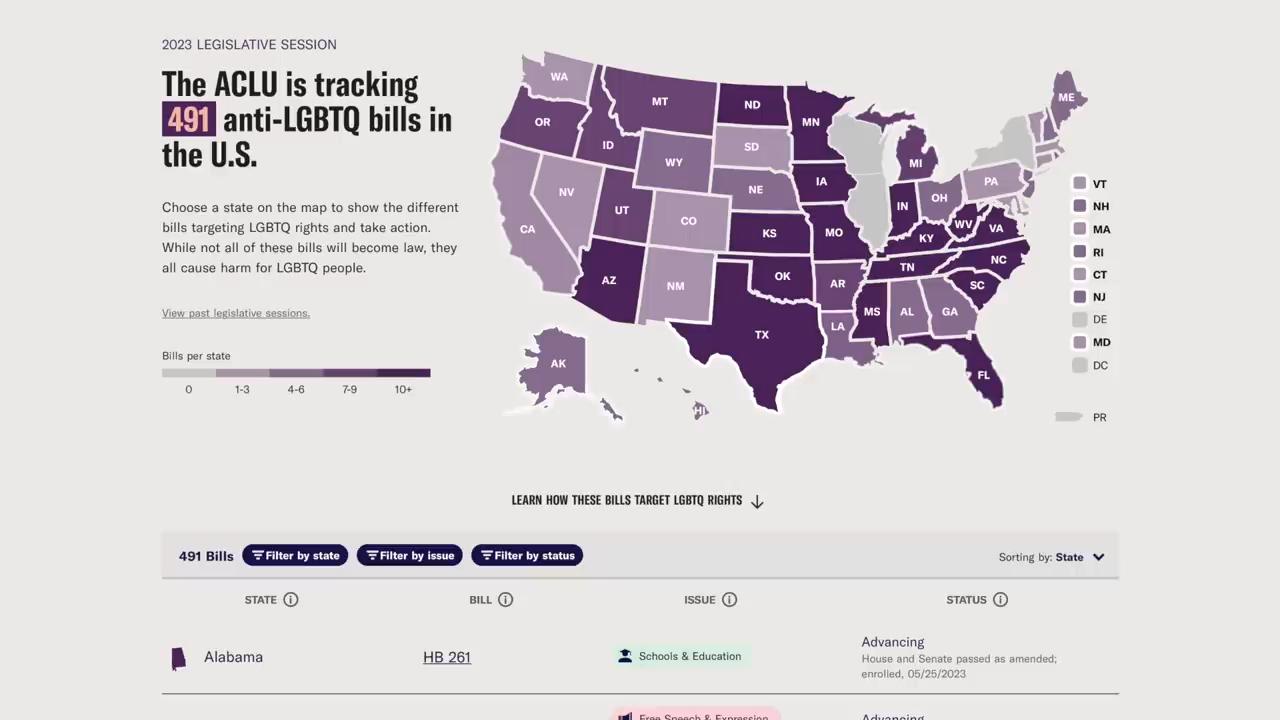 2023 LEGISLATIVE SESSION
The ACLU is tracking
491 anti-LGBTQ bills in
the U.S.
Choose a state on the map to show the different
bills targeting LGBTQ rights and take action.
While not all of these bills will become law, they
all cause harm for LGBTQ people.
View past legislative sessions.
Bills per state
0 1-3 4-6 7-9 10+
WA
MT
ND
MN
ME
OR
ID
WY
SD
MI
NV
UT
CO
NE
IA
PA
CA
AZ
NM
KS
MO
IN
OH
KY
WV
VA
OK
AR
TN
NC
SC
TX
LA
MS
AL
GA
FL
AK
HI
VT
NH
MA
RI
CT
NJ
DE
MD
DC
PR
LEARN HOW THESE BILLS TARGET LGBTQ RIGHTS
491 Bills Filter by state Filter by issue Filter by status Sorting by: State
STATE BILL ISSUE STATUS
Alabama HB 261 Schools & Education Advancing
House and Senate passed as amended;
enrolled, 05/25/2023
Free Speech & Expression Advancing